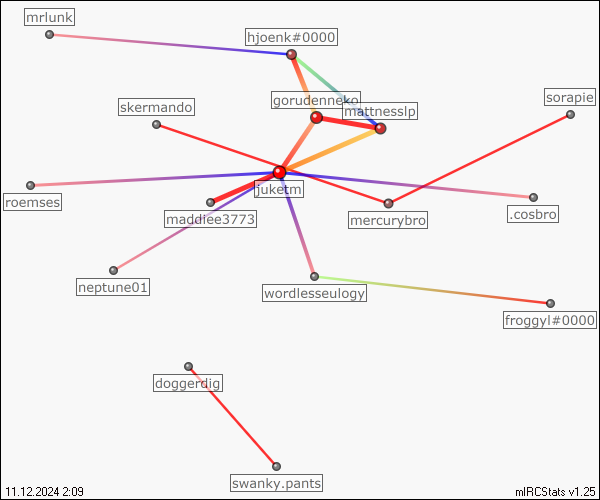 mrlunk
hjoenk#0000
gorudenneko
mattnesslp
skermando
sorapie
roemses
juketm
maddiee3773
mercurybro
.cosbro
neptune01
wordlesseulogy
froggyl#0000
doggerdig
swanky.pants
11.12.2024 2:09
mIRCStats v1.25